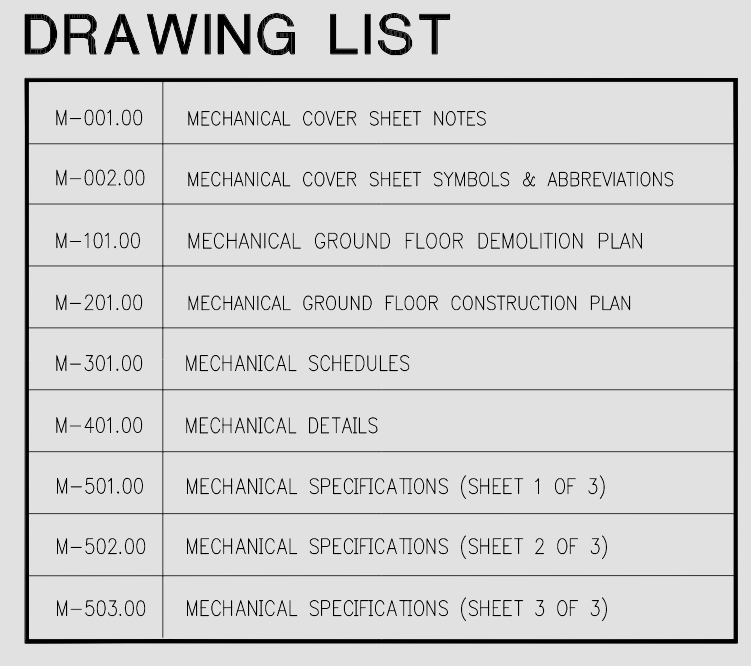 DRAWING LIST
M-001.00 MECHANICAL COVER SHEET NOTES
M-002.00 MECHANICAL COVER SHEET SYMBOLS & ABBREVIATIONS
M-101.00 MECHANICAL GROUND FLOOR DEMOLITION PLAN
M-201.00 MECHANICAL GROUND FLOOR CONSTRUCTION PLAN
M-301.00 MECHANICAL SCHEDULES
M-401.00 MECHANICAL DETAILS
M-501.00 MECHANICAL SPECIFICATIONS (SHEET 1 OF 3)
M-502.00 MECHANICAL SPECIFICATIONS (SHEET 2 OF 3)
M-503.00 MECHANICAL SPECIFICATIONS (SHEET 3 OF 3)